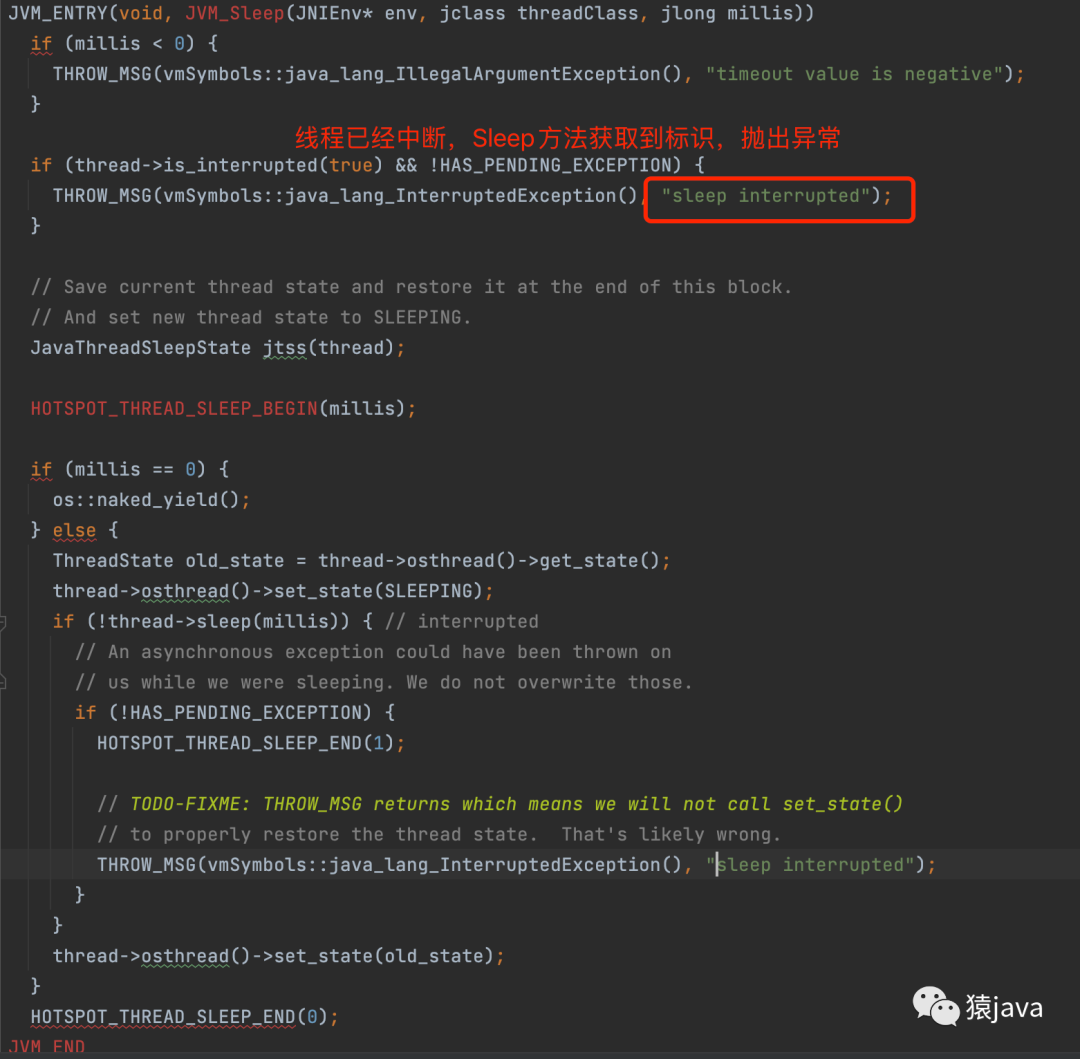 JVM_ENTRY(void, JVM_Sleep(JNIEnv* env, jclass threadClass, jlong millis))
  if (millis < 0) {
    THROW_MSG(vmSymbols::java_lang_IllegalArgumentException(), "timeout value is negative");
  }
线程已经中断，Sleep方法获取到标识，抛出异常
  if (thread->is_interrupted(true) && !HAS_PENDING_EXCEPTION) {
    THROW_MSG(vmSymbols::java_lang_InterruptedException(), "sleep interrupted");
  }
  // Save current thread state and restore it at the end of this block.
  // And set new thread state to SLEEPING.
  JavaThreadSleepState jtss(thread);
  HOTSPOT_THREAD_SLEEP_BEGIN(millis);
  if (millis == 0) {
    os::naked_yield();
  } else {
    ThreadState old_state = thread->osthread()->get_state();
    thread->osthread()->set_state(SLEEPING);
    if (!thread->sleep(millis)) { // interrupted
      // An asynchronous exception could have been thrown on
      // us while we were sleeping. We do not overwrite those.
      if (!HAS_PENDING_EXCEPTION) {
        HOTSPOT_THREAD_SLEEP_END(1);
        // TODO-FIXME: THROW_MSG returns which means we will not call set_state()
        // to properly restore the thread state.  That's likely wrong.
        THROW_MSG(vmSymbols::java_lang_InterruptedException(), "sleep interrupted");
      }
    }
    thread->osthread()->set_state(old_state);
  }
  HOTSPOT_THREAD_SLEEP_END(0);
JVM_END
猿java